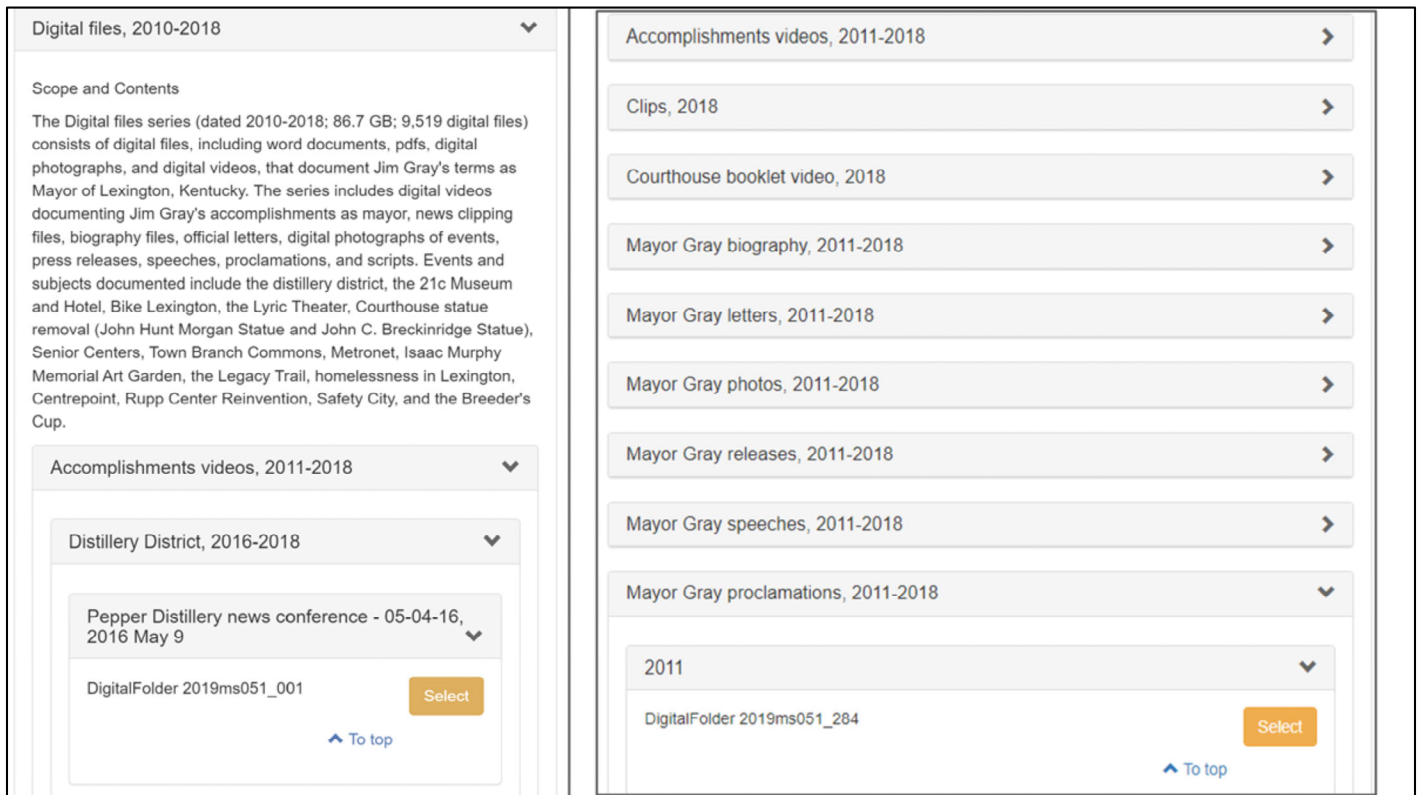 Digital files, 2010-2018
Scope and Contents
The Digital files series (dated 2010-2018; 86.7 GB; 9,519 digital files)
consists of digital files, including word documents, pdfs, digital
photographs, and digital videos, that document Jim Gray's terms as
Mayor of Lexington, Kentucky. The series includes digital videos
documenting Jim Gray's accomplishments as mayor, news clipping
files, biography files, official letters, digital photographs of events,
press releases, speeches, proclamations, and scripts. Events and
subjects documented include the distillery district, the 21c Museum
and Hotel, Bike Lexington, the Lyric Theater, Courthouse statue
removal (John Hunt Morgan Statue and John C. Breckinridge Statue),
Senior Centers, Town Branch Commons, Metronet, Isaac Murphy
Memorial Art Garden, the Legacy Trail, homelessness in Lexington,
Centrepoint, Rupp Center Reinvention, Safety City, and the Breeder's
Cup.
Accomplishments videos, 2011-2018
Distillery District, 2016-2018
Pepper Distillery news conference - 05-04-16,
2016 May 9
DigitalFolder 2019ms051_001
Select
To top
Accomplishments videos, 2011-2018
Clips, 2018
Courthouse booklet video, 2018
Mayor Gray biography, 2011-2018
Mayor Gray letters, 2011-2018
Mayor Gray photos, 2011-2018
Mayor Gray releases, 2011-2018
Mayor Gray speeches, 2011-2018
Mayor Gray proclamations, 2011-2018
2011
DigitalFolder 2019ms051_284
Select
To top